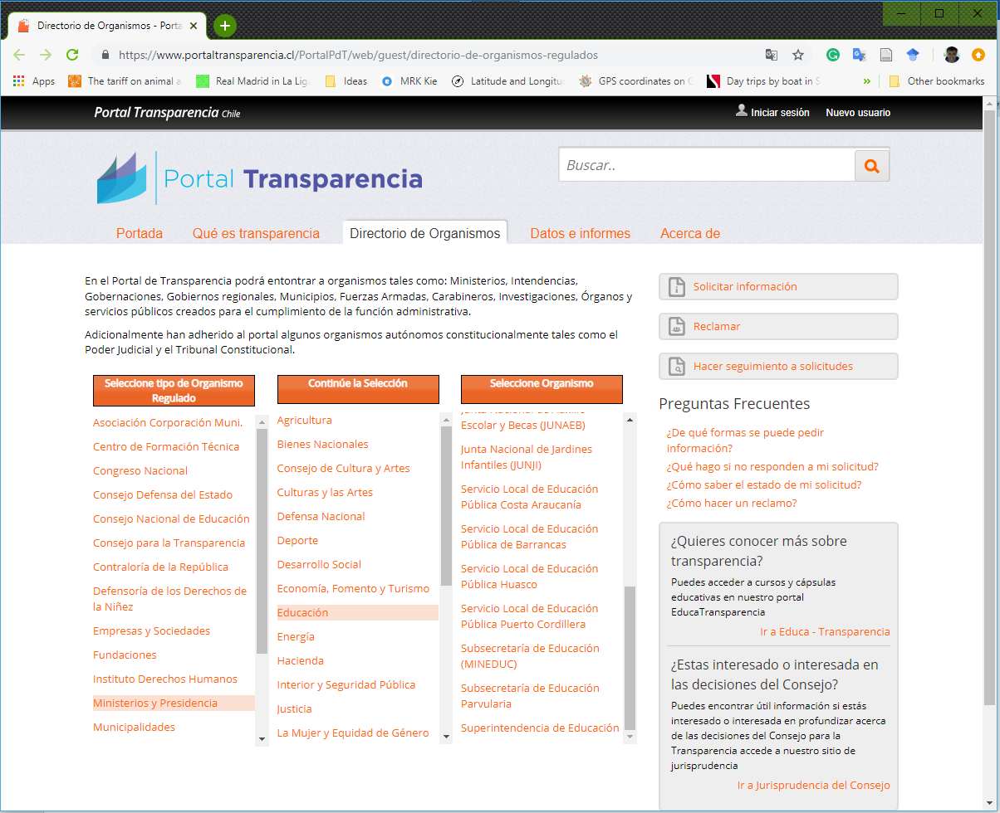 Directorio de Organismos - Porta
https://www.portaltransparencia.cl/PortalPdT/web/guest/directorio-de-organismos-regulados
Apps
The tariff on animal a
Real Madrid in La Lig
Ideas
MRK Kie
Latitude and Longitu
GPS coordinates on
Day trips by boat in S
Other bookmarks
Portal Transparencia Chile
Iniciar sesión
Nuevo usuario
Portal Transparencia
Buscar..
Portada
Qué es transparencia
Directorio de Organismos
Datos e informes
Acerca de
En el Portal de Transparencia podrá entontrar a organismos tales como: Ministerios, Intendencias,
Gobernaciones, Gobiernos regionales, Municipios, Fuerzas Armadas, Carabineros, Investigaciones, Órganos y
servicios públicos creados para el cumplimiento de la función administrativa.
Adicionalmente han adherido al portal algunos organismos autónomos constitucionalmente tales como el
Poder Judicial y el Tribunal Constitucional.
Seleccione tipo de Organismo
Regulado
Asociación Corporación Muni.
Centro de Formación Técnica
Congreso Nacional
Consejo Defensa del Estado
Consejo Nacional de Educación
Consejo para la Transparencia
Contraloría de la República
Defensoría de los Derechos de
la Niñez
Empresas y Sociedades
Fundaciones
Instituto Derechos Humanos
Ministerios y Presidencia
Municipalidades
Continúe la Selección
Agricultura
Bienes Nacionales
Consejo de Cultura y Artes
Culturas y las Artes
Defensa Nacional
Deporte
Desarrollo Social
Economía, Fomento y Turismo
Educación
Energía
Hacienda
Interior y Seguridad Pública
Justicia
La Mujer y Equidad de Género
Seleccione Organismo
Junta Nacional de Auxilio
Escolar y Becas (JUNAEB)
Junta Nacional de Jardines
Infantiles (JUNJI)
Servicio Local de Educación
Pública Costa Araucanía
Servicio Local de Educación
Pública de Barrancas
Servicio Local de Educación
Pública Huasco
Servicio Local de Educación
Pública Puerto Cordillera
Subsecretaría de Educación
(MINEDUC)
Subsecretaría de Educación
Parvularia
Superintendencia de Educación
Solicitar información
Reclamar
Hacer seguimiento a solicitudes
Preguntas Frecuentes
¿De qué formas se puede pedir
información?
¿Qué hago si no responden a mi solicitud?
¿Cómo saber el estado de mi solicitud?
¿Cómo hacer un reclamo?
¿Quieres conocer más sobre
transparencia?
Puedes acceder a cursos y cápsulas
educativas en nuestro portal
EducaTransparencia
Ir a Educa - Transparencia
¿Estas interesado o interesada en
las decisiones del Consejo?
Puedes encontrar útil información si estás
interesado o interesada en profundizar acerca
de las decisiones del Consejo para la
Transparencia accede a nuestro sitio de
jurisprudencia
Ir a Jurisprudencia del Consejo